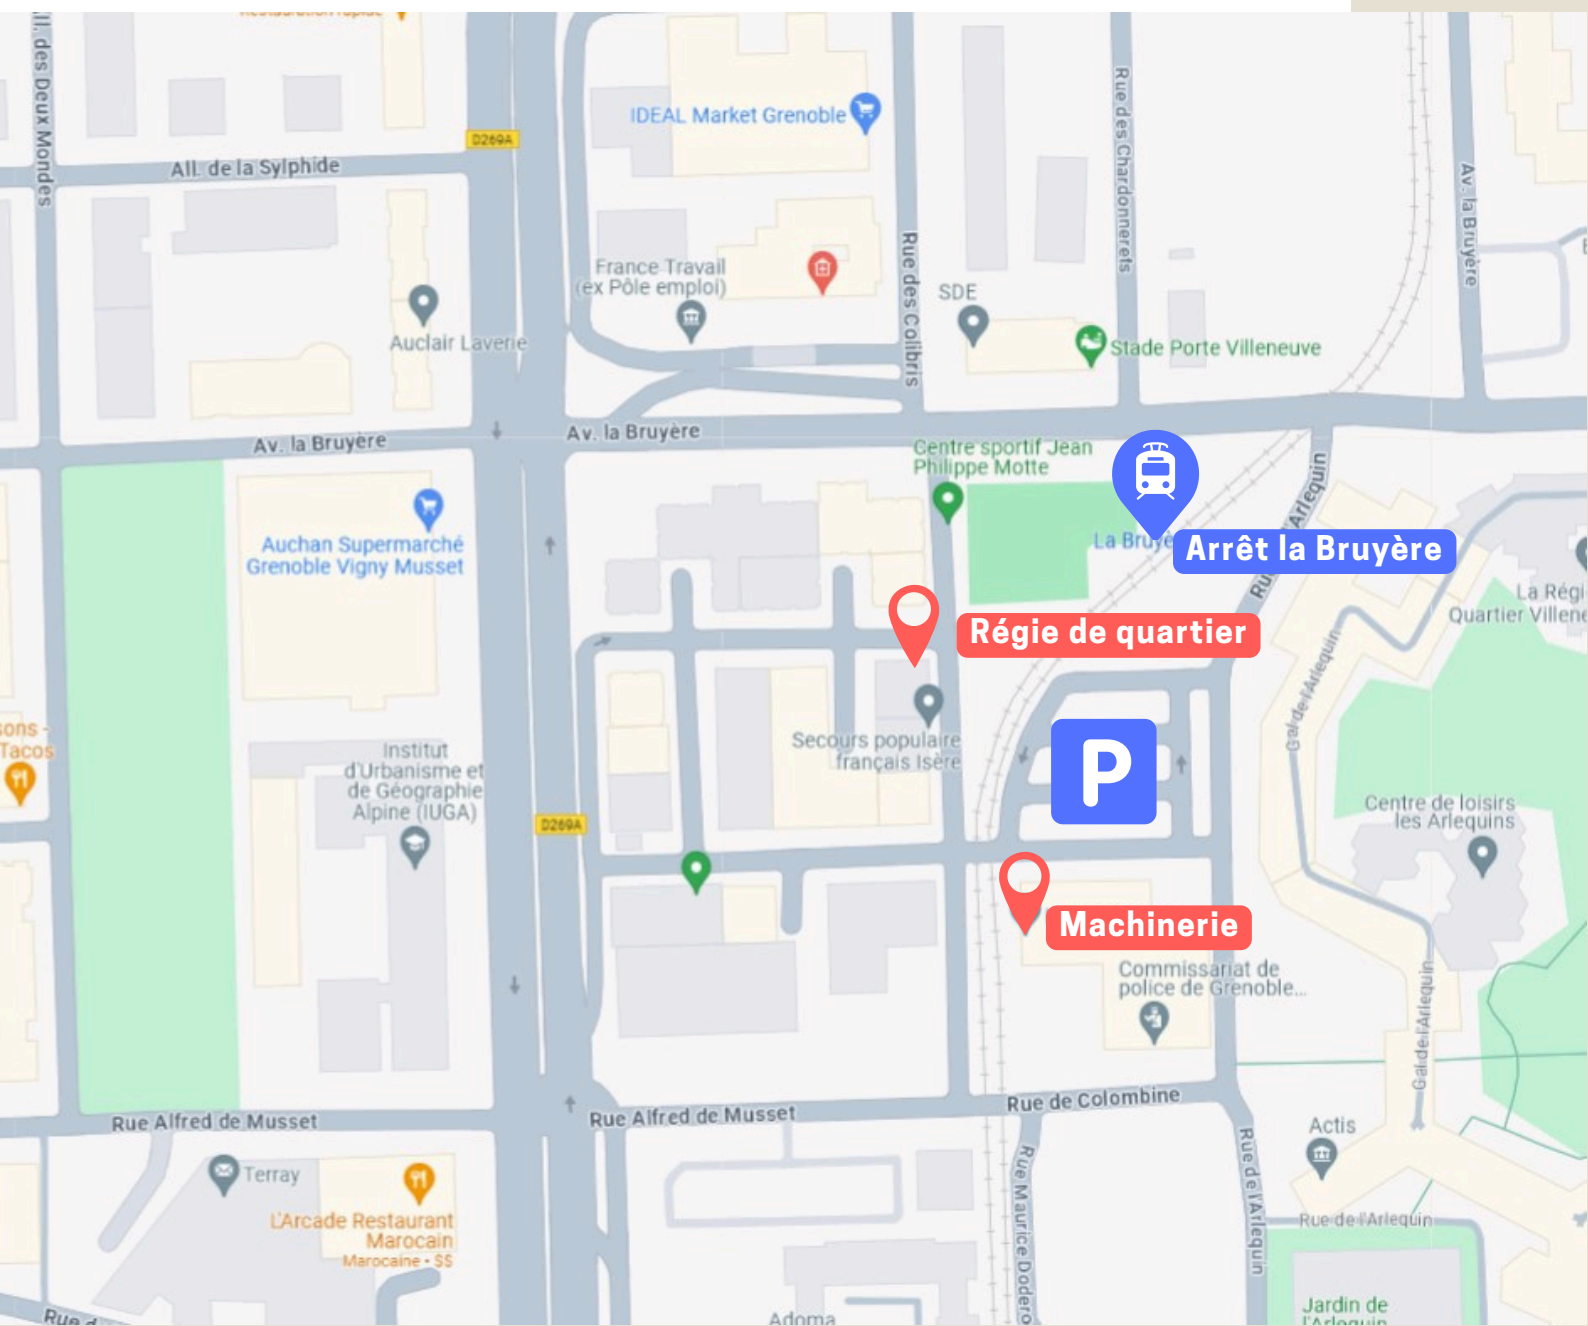 All. des Deux Mondes
D269A
IDEAL Market Grenoble
Rue des Chardonnerets
All. de la Sylphide
Av. la Bruyère
France Travail
(ex Pôle emploi)
Rue des Colibris
SDE
Auclair Laverie
Stade Porte Villeneuve
Av. la Bruyère
Av. la Bruyère
Centre sportif Jean
Philippe Motte
Auchan Supermarché
Grenoble Vigny Musset
La Bruyè
Arrêt la Bruyère
l'Arlequin
La Régi
Quartier Villene
Régie de quartier
Gal de l'Arlequin
Tacos
Secours populaire
français Isère
Institut
d'Urbanisme et
de Géographie
Alpine (IUGA)
P
D269A
Centre de loisirs
les Arlequins
Machinerie
Commissariat de
police de Grenoble...
Gal de l'Arlequin
Rue Alfred de Musset
Rue Alfred de Musset
Rue de Colombine
Actis
Terray
Rue Maurice Dodero
Rue de l'Arlequin
L'Arcade Restaurant
Marocain
Marocaine • $$
Rue de l'Arlequin
Jardin de
l'Arlequin
Adoma